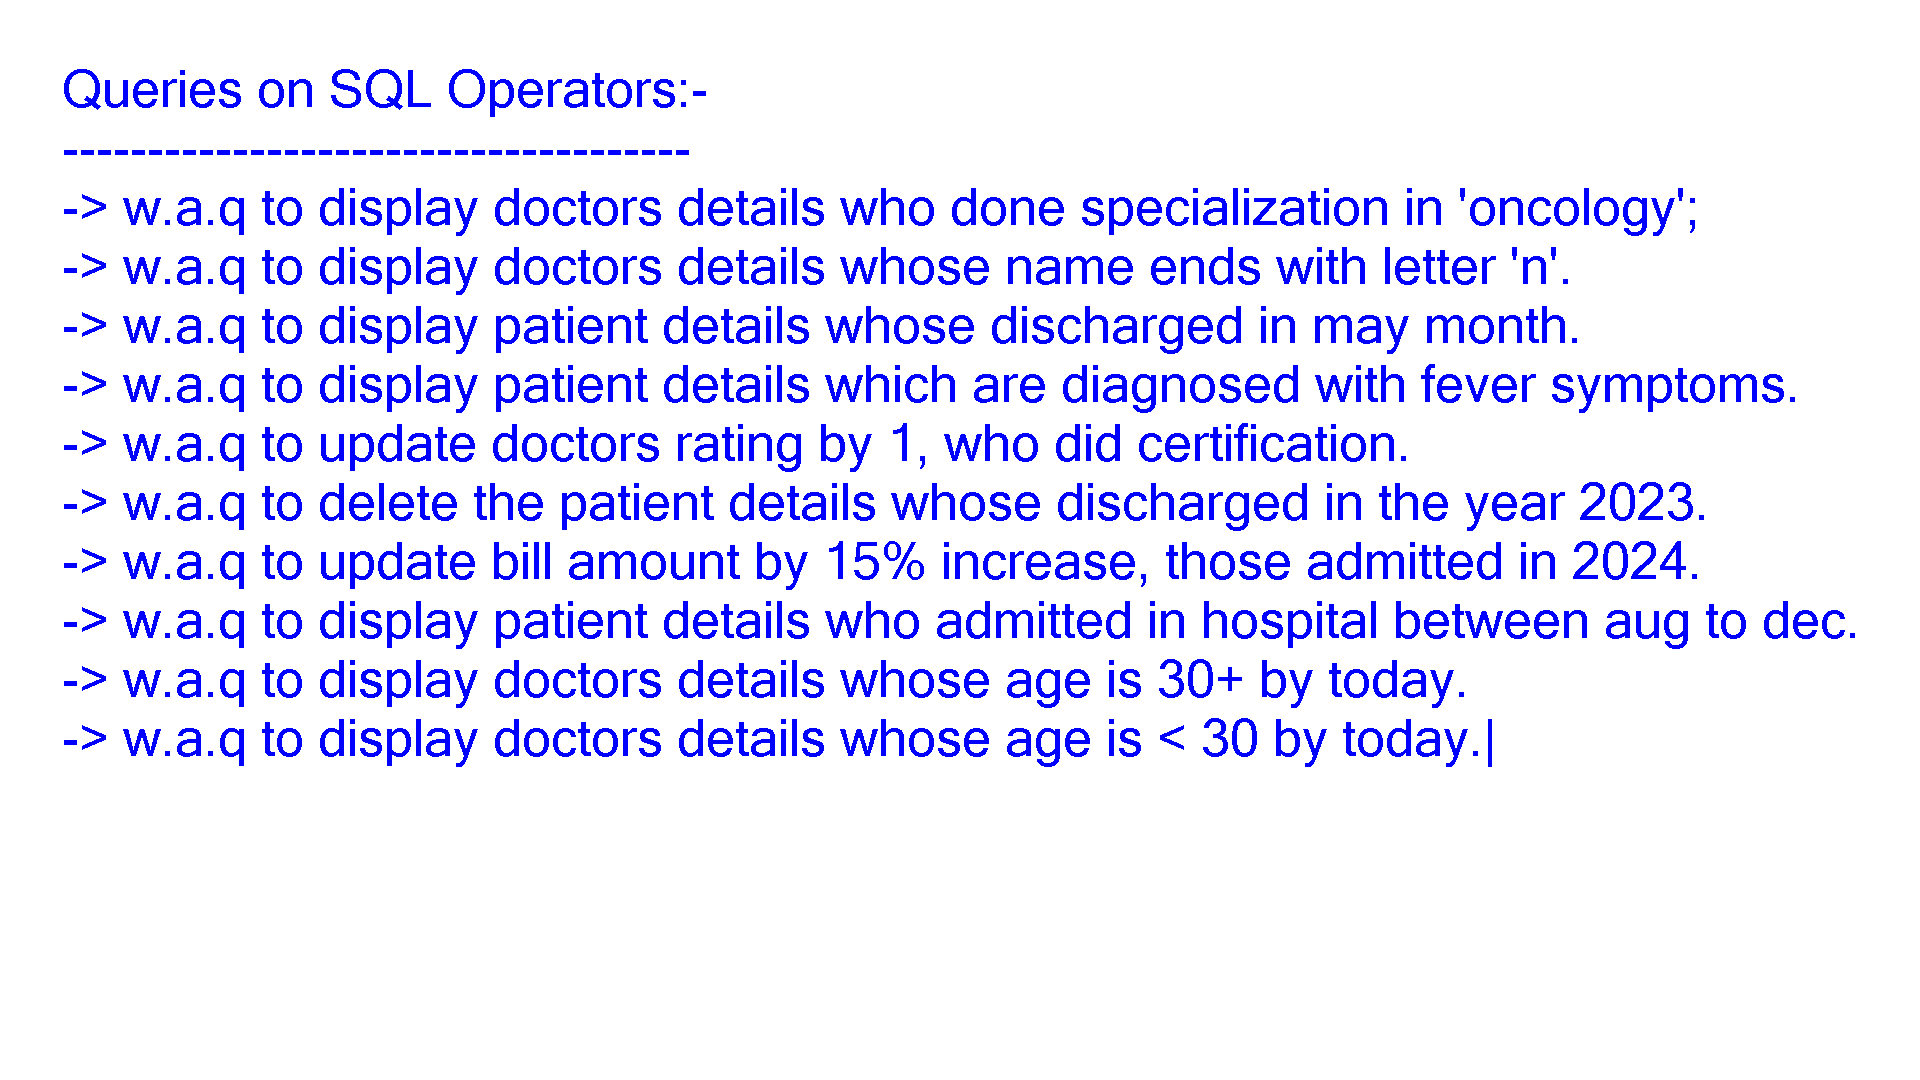 Queries on SQL Operators:-
-------------------------------------
-> w.a.q to display doctors details who done specialization in 'oncology';
-> w.a.q to display doctors details whose name ends with letter 'n'.
-> w.a.q to display patient details whose discharged in may month.
-> w.a.q to display patient details which are diagnosed with fever symptoms.
-> w.a.q to update doctors rating by 1, who did certification.
-> w.a.q to delete the patient details whose discharged in the year 2023.
-> w.a.q to update bill amount by 15% increase, those admitted in 2024.
-> w.a.q to display patient details who admitted in hospital between aug to dec.
-> w.a.q to display doctors details whose age is 30+ by today.
-> w.a.q to display doctors details whose age is < 30 by today.